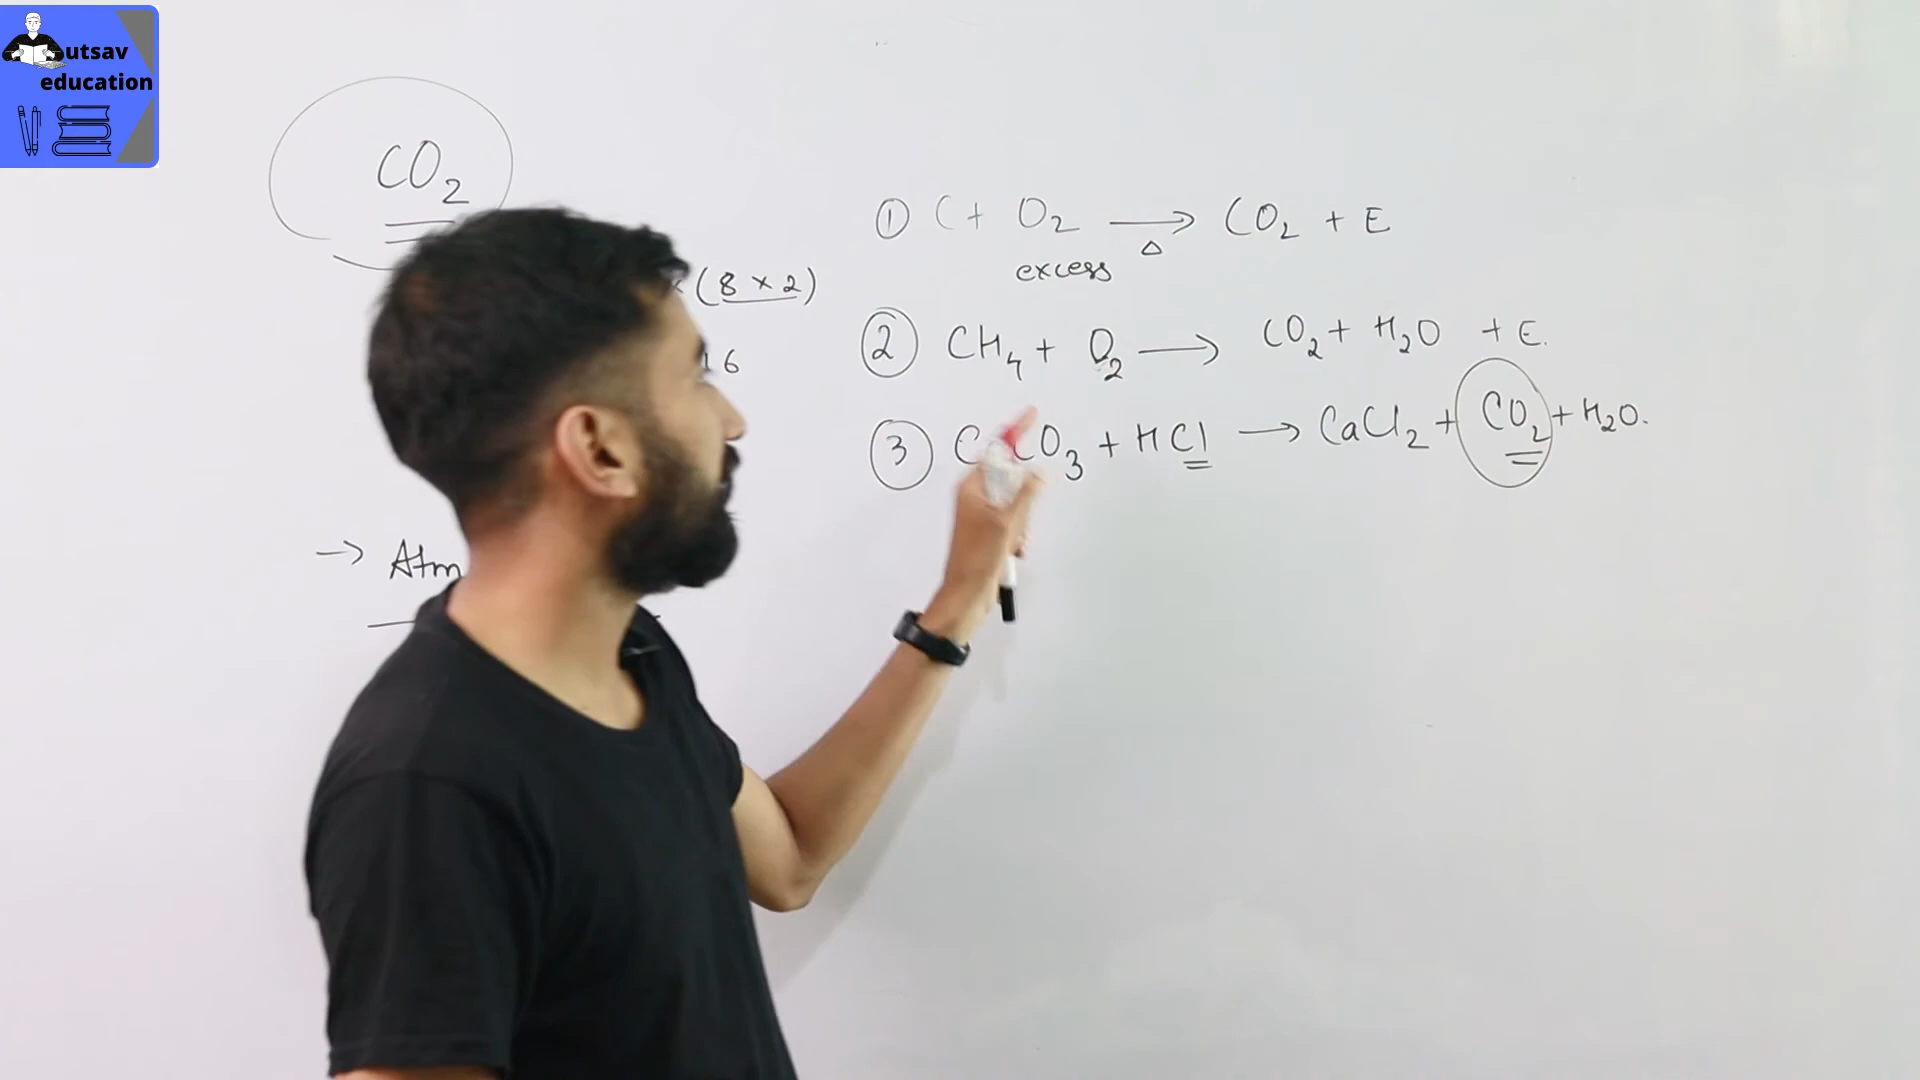 utsav
education
CO₂
(8 × 2)
16
→ Atm
① C + O₂ → CO₂ + E
excess Δ
② CH₄ + O₂ → CO₂ + H₂O + E.
③ CO₃ + HCl → CaCl₂ + CO₂ + H₂O.